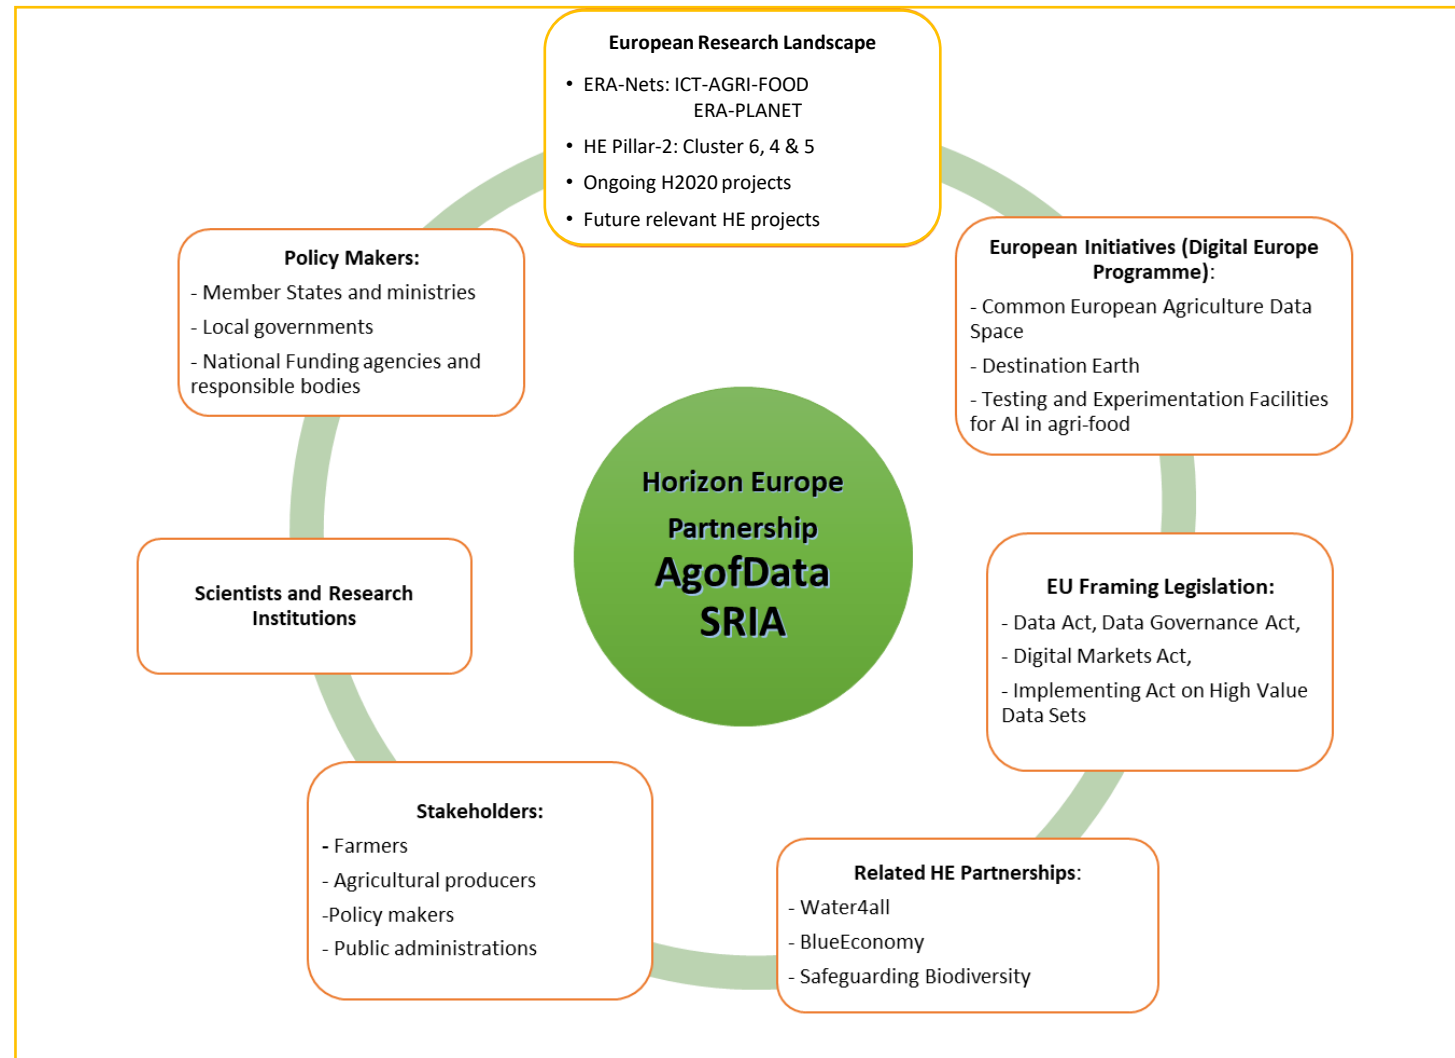 European Research Landscape
• ERA-Nets: ICT-AGRI-FOOD
ERA-PLANET
• HE Pillar-2: Cluster 6, 4 & 5
• Ongoing H2020 projects
• Future relevant HE projects
European Initiatives (Digital Europe
Programme):
- Common European Agriculture Data
Space
- Destination Earth
- Testing and Experimentation Facilities
for AI in agri-food
EU Framing Legislation:
- Data Act, Data Governance Act,
- Digital Markets Act,
- Implementing Act on High Value
Data Sets
Related HE Partnerships:
- Water4all
- BlueEconomy
- Safeguarding Biodiversity
Stakeholders:
- Farmers
- Agricultural producers
-Policy makers
- Public administrations
Scientists and Research
Institutions
Policy Makers:
- Member States and ministries
- Local governments
- National Funding agencies and
responsible bodies
Horizon Europe
Partnership
AgofData
SRIA